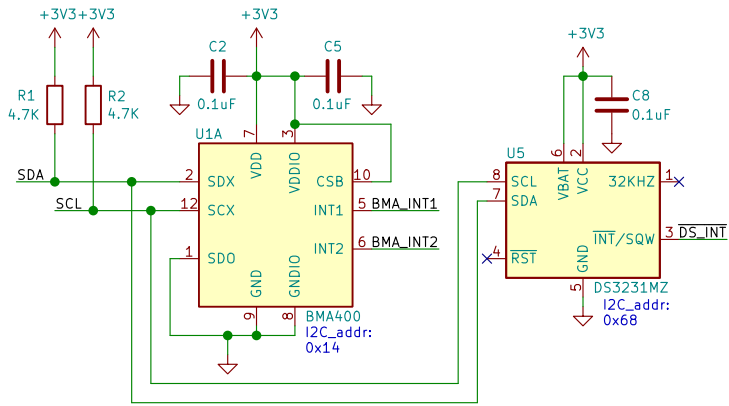 +3V3
+3V3
+3V3
+3V3
C2
C5
C8
0.1uF
R1
4.7K
R2
4.7K
0.1uF
0.1uF
U1A
7
VDD
3
VDDIO
SDA
2
SDX
CSB
10
SCL
12
SCX
INT1
5
BMA_INT1
INT2
6
BMA_INT2
1
SDO
GND
9
GNDIO
8
BMA400
I2C_addr:
0x14
U5
6
VBAT
2
VCC
8
SCL
32KHZ
1
7
SDA
INT/SQW
3
DS_INT
4
RST
GND
5
DS3231MZ
I2C_addr:
0x68